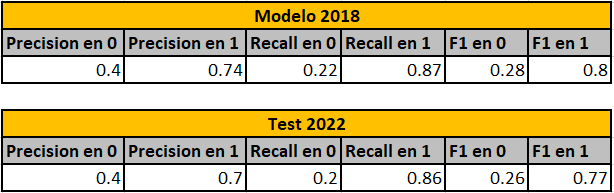 Modelo 2018
Precision en 0 Precision en 1 Recall en 0 Recall en 1 F1 en 0 F1 en 1
0.4 0.74 0.22 0.87 0.28 0.8
Test 2022
Precision en 0 Precision en 1 Recall en 0 Recall en 1 F1 en 0 F1 en 1
0.4 0.7 0.2 0.86 0.26 0.77